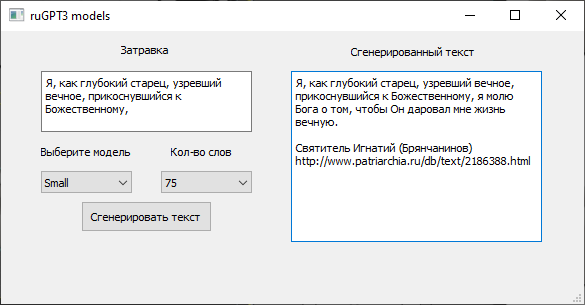 ruGPT3 models
Затравка
Я, как глубокий старец, узревший
вечное, прикоснувшийся к
Божественному,
Выберите модель
Кол-во слов
Small
75
Сгенерировать текст
Сгенерированный текст
Я, как глубокий старец, узревший вечное,
прикоснувшийся к Божественному, я молю
Бога о том, чтобы Он даровал мне жизнь
вечную.
Святитель Игнатий (Брянчанинов)
http://www.patriarchia.ru/db/text/2186388.html